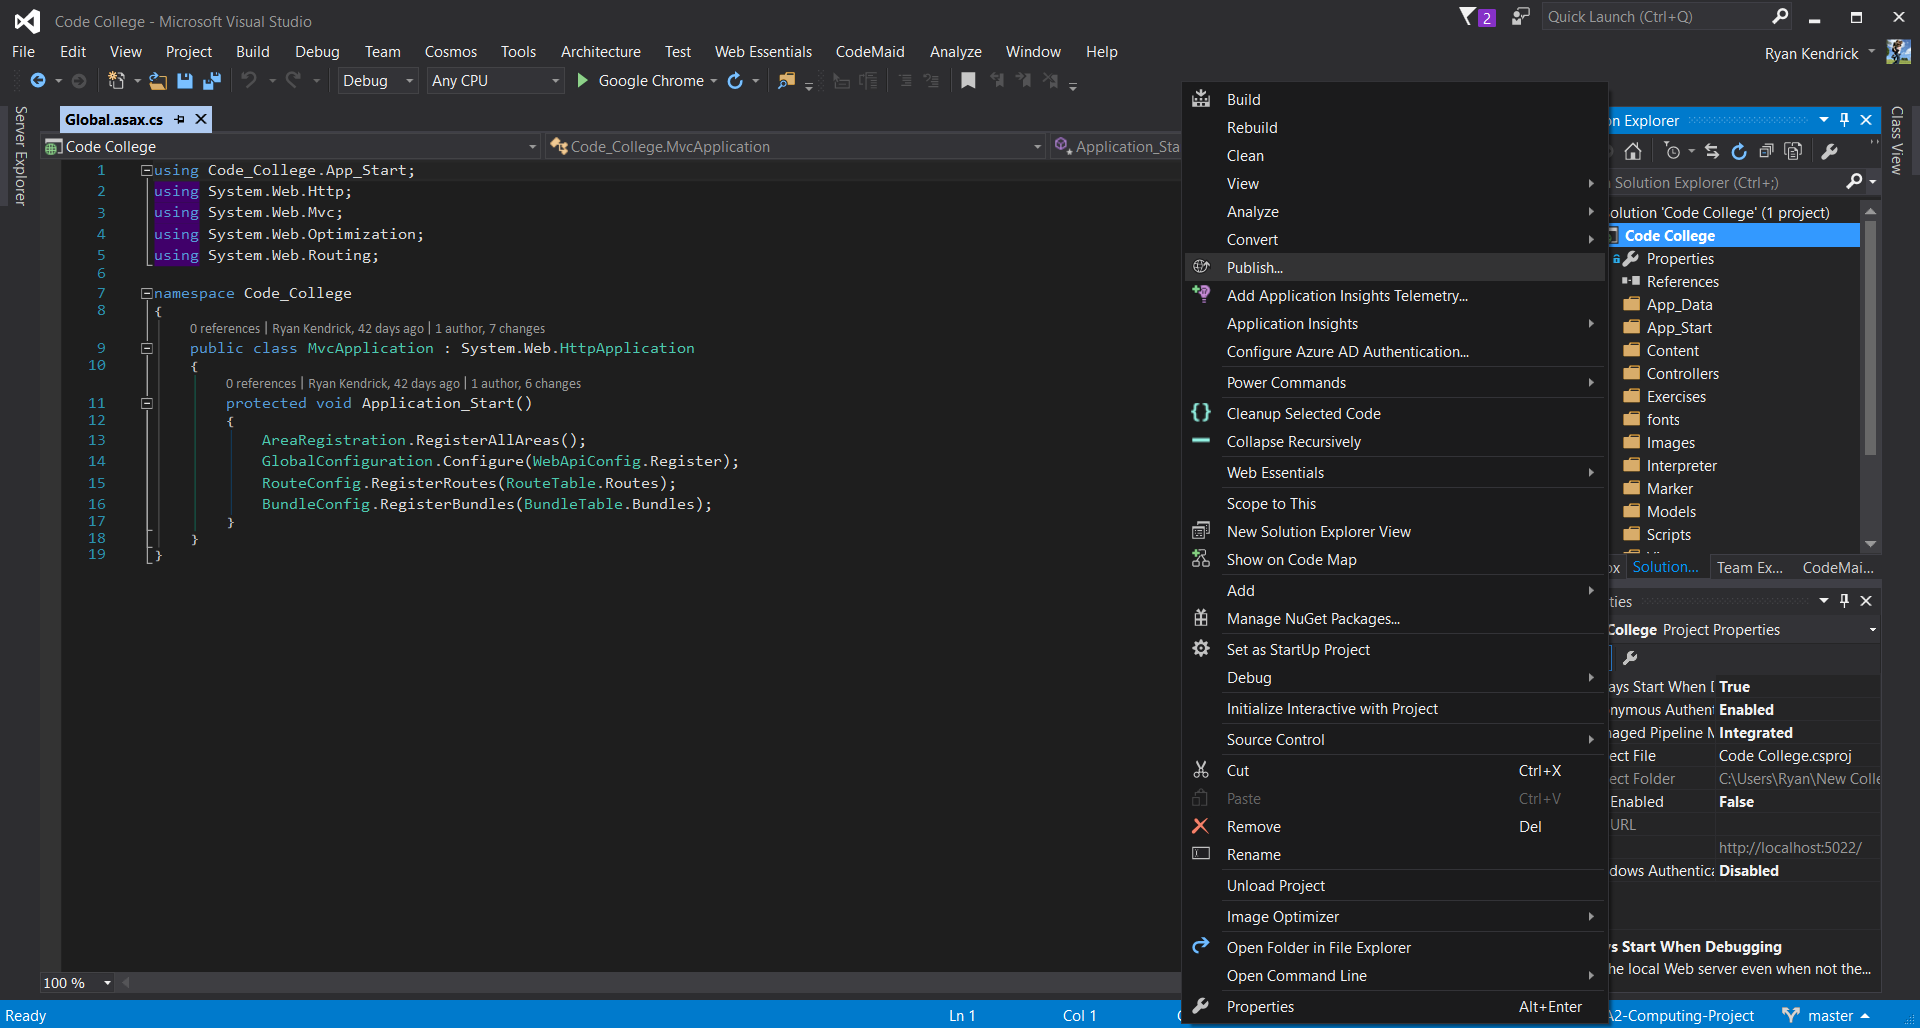 Code College - Microsoft Visual Studio
2
Quick Launch (Ctrl+Q)
File Edit View Project Build Debug Team Cosmos Tools Architecture Test Web Essentials CodeMaid Analyze Window Help
Ryan Kendrick
Debug Any CPU Google Chrome
Server Explorer
Global.asax.cs
Code College Code_College.MvcApplication Application_Sta
1 using Code_College.App_Start;
2 using System.Web.Http;
3 using System.Web.Mvc;
4 using System.Web.Optimization;
5 using System.Web.Routing;
6
7 namespace Code_College
8 {
0 references | Ryan Kendrick, 42 days ago | 1 author, 7 changes
9 public class MvcApplication : System.Web.HttpApplication
10 {
0 references | Ryan Kendrick, 42 days ago | 1 author, 6 changes
11 protected void Application_Start()
12 {
13 AreaRegistration.RegisterAllAreas();
14 GlobalConfiguration.Configure(WebApiConfig.Register);
15 RouteConfig.RegisterRoutes(RouteTable.Routes);
16 BundleConfig.RegisterBundles(BundleTable.Bundles);
17 }
18 }
19 }
100 %
Build
Rebuild
Clean
View
Analyze
Convert
Publish...
Add Application Insights Telemetry...
Application Insights
Configure Azure AD Authentication...
Power Commands
Cleanup Selected Code
Collapse Recursively
Web Essentials
Scope to This
New Solution Explorer View
Show on Code Map
Add
Manage NuGet Packages...
Set as StartUp Project
Debug
Initialize Interactive with Project
Source Control
Cut Ctrl+X
Paste Ctrl+V
Remove Del
Rename
Unload Project
Image Optimizer
Open Folder in File Explorer
Open Command Line
Properties Alt+Enter
n Explorer
Class View
Solution Explorer (Ctrl+;)
olution 'Code College' (1 project)
Code College
Properties
References
App_Data
App_Start
Content
Controllers
Exercises
fonts
Images
Interpreter
Marker
Models
Scripts
ox Solution... Team Ex... CodeMai...
ties
College Project Properties
ays Start When D True
nymous Authent Enabled
naged Pipeline M Integrated
ect File Code College.csproj
ect Folder C:\Users\Ryan\New Colle
Enabled False
URL
http://localhost:5022/
dows Authentica Disabled
s Start When Debugging
he local Web server even when not the...
Ready Ln 1 Col 1 A2-Computing-Project master